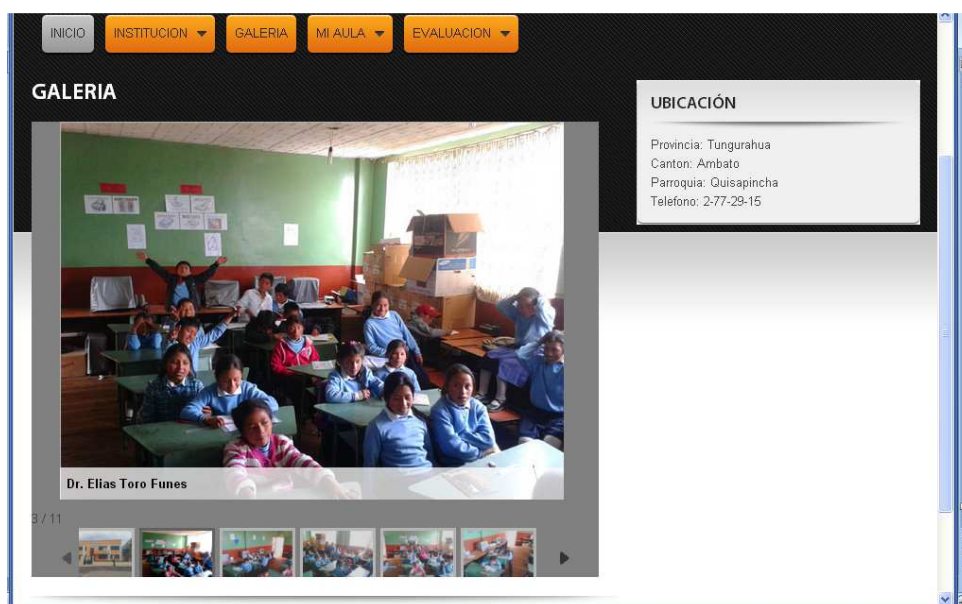 INICIO
INSTITUCION
GALERIA
MI AULA
EVALUACION
GALERIA
UBICACIÓN
Provincia: Tungurahua
Canton: Ambato
Parroquia: Quisapincha
Telefono: 2-77-29-15
Dr. Elias Toro Funes
3 / 11